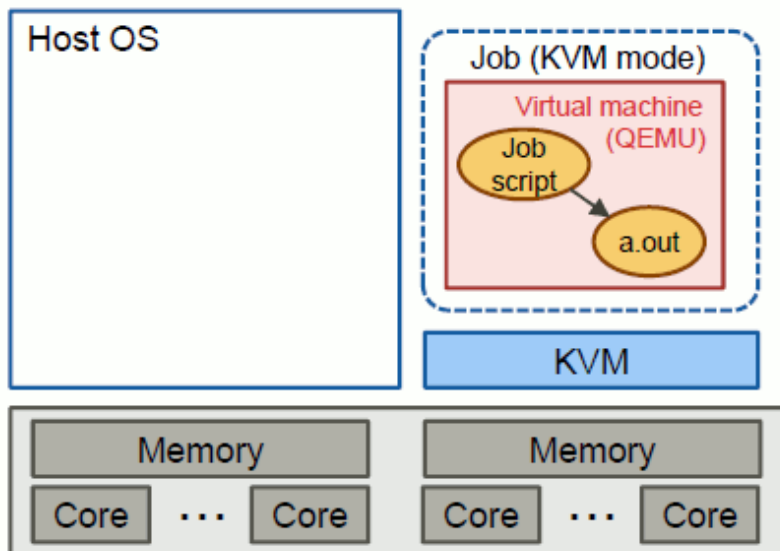 Host OS
Job (KVM mode)
Virtual machine
(QEMU)
Job
script
a.out
KVM
Memory
Memory
Core ··· Core
Core ··· Core